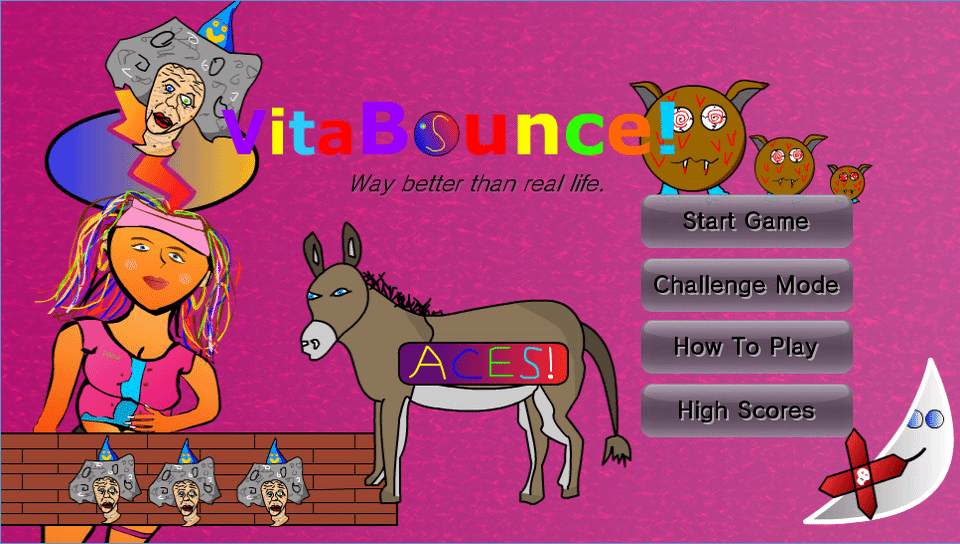 VitaBounce!
Way better than real life.
Start Game
Challenge Mode
How To Play
ACES!
High Scores